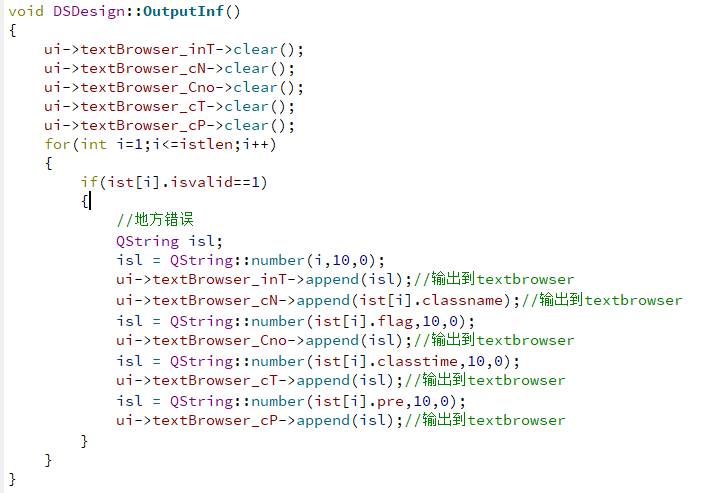 void DSDesign::OutputInf()
{
    ui->textBrowser_inT->clear();
    ui->textBrowser_cN->clear();
    ui->textBrowser_Cno->clear();
    ui->textBrowser_cT->clear();
    ui->textBrowser_cP->clear();
    for(int i=1;i<=istlen;i++)
    {
        if(ist[i].isvalid==1)
        {
            //地方错误
            QString isl;
            isl = QString::number(i,10,0);
            ui->textBrowser_inT->append(isl);//输出到textbrowser
            ui->textBrowser_cN->append(ist[i].classname);//输出到textbrowser
            isl = QString::number(ist[i].flag,10,0);
            ui->textBrowser_Cno->append(isl);//输出到textbrowser
            isl = QString::number(ist[i].classtime,10,0);
            ui->textBrowser_cT->append(isl);//输出到textbrowser
            isl = QString::number(ist[i].pre,10,0);
            ui->textBrowser_cP->append(isl);//输出到textbrowser
        }
    }
}